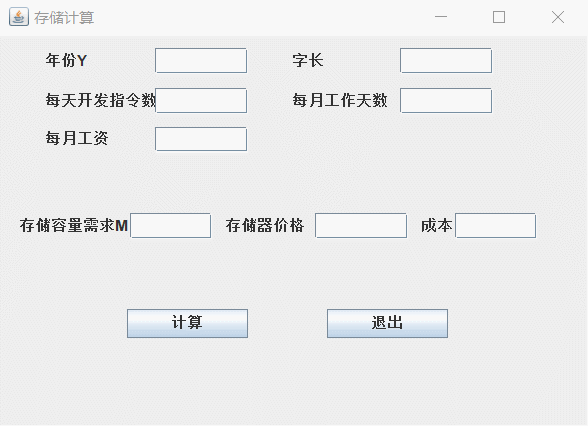 存储计算
年份Y 字长
每天开发指令数 每月工作天数
每月工资
存储容量需求M 存储器价格 成本
计算 退出